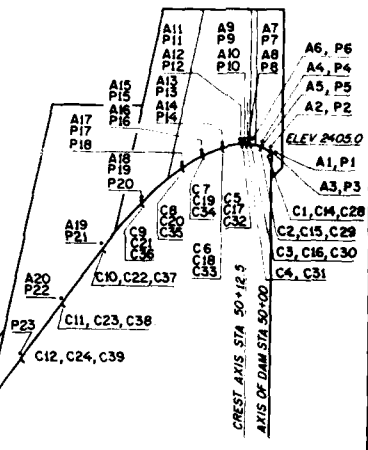 A11
P11
A12
P12
A9
P9
A10
P10
A7
P7
A8
P8
A6, P6
A4, P4
A5, P5
A2, P2
A15
P15
A16
P16
A13
P13
A14
P14
A17
P17
P18
ELEV 2405.0
A1, P1
A3, P3
A18
P19
P20
C7
C19
C34
C5
C17
C32
C8
C20
C35
C1, C14, C28
C2, C15, C29
C3, C16, C30
C4, C31
C6
C18
C33
C9
C21
C36
A19
P21
C10, C22, C37
A20
P22
C11, C23, C38
P23
C12, C24, C39
CREST AXIS STA 50+12.5
AXIS OF DAM STA 50+00